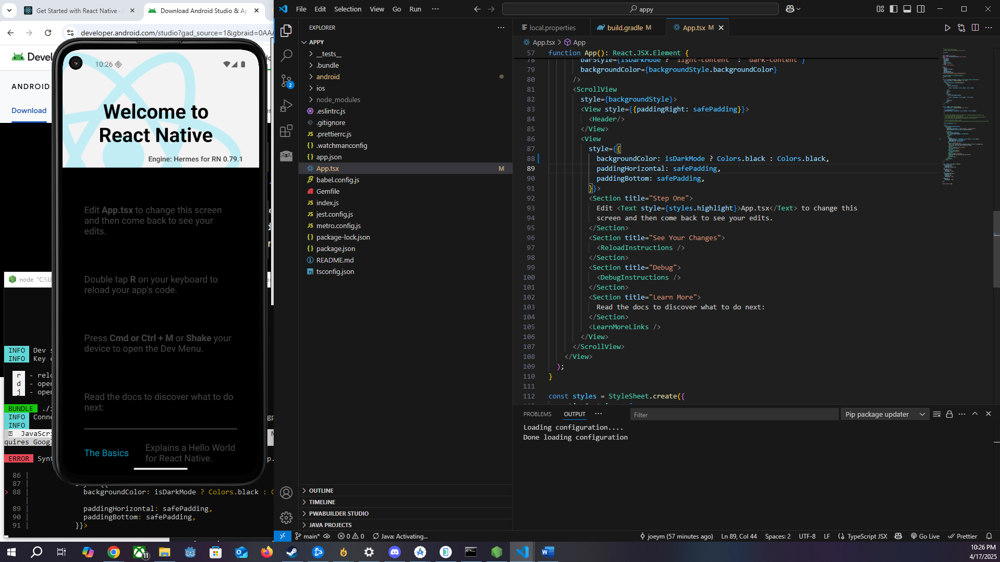 Get Started with React Native ·
Download Android Studio & Ap
File Edit Selection View Go Run ···
appy
developer.android.com/studio?gad_source=1&gbraid=0AAA
Devel
ANDROID
Download
10:26
Welcome to
React Native
Engine: Hermes for RN 0.79.1
Edit App.tsx to change this screen
and then come back to see your
edits.
Double tap R on your keyboard to
reload your app's code.
Press Cmd or Ctrl + M or Shake your
device to open the Dev Menu.
Read the docs to discover what to do
next:
The Basics
Explains a Hello World
for React Native.
node "C:\U
INFO Dev s
INFO Key c
r - relo
d - open
j - open
BUNDLE ./i
INFO Conne
INFO
JavaScri
quires Googl
ERROR Synt
86 |
87 |
> 88 | backgroundColor: isDarkMode ? Colors.black : C
|
89 | paddingHorizontal: safePadding,
90 | paddingBottom: safePadding,
91 | }}>
EXPLORER
APPY
__tests__
.bundle
android
ios
node_modules
.eslintrc.js
.gitignore
.prettierrc.js
.watchmanconfig
app.json
App.tsx M
babel.config.js
Gemfile
index.js
jest.config.js
metro.config.js
package-lock.json
package.json
README.md
tsconfig.json
OUTLINE
TIMELINE
PWABUILDER STUDIO
JAVA PROJECTS
local.properties
build.gradle M
App.tsx M
App.tsx > App
57 function App(): React.JSX.Element {
78 barStyle={isDarkMode ? 'light-content' : 'dark-content'}
79 backgroundColor={backgroundStyle.backgroundColor}
80 />
81 <ScrollView
82 style={backgroundStyle}>
83 <View style={{paddingRight: safePadding}}>
84 <Header/>
85 </View>
86 <View
87 style={{
88 backgroundColor: isDarkMode ? Colors.black : Colors.black,
89 paddingHorizontal: safePadding,
90 paddingBottom: safePadding,
91 }}>
92 <Section title="Step One">
93 Edit <Text style={styles.highlight}>App.tsx</Text> to change this
94 screen and then come back to see your edits.
95 </Section>
96 <Section title="See Your Changes">
97 <ReloadInstructions />
98 </Section>
99 <Section title="Debug">
100 <DebugInstructions />
101 </Section>
102 <Section title="Learn More">
103 Read the docs to discover what to do next:
104 </Section>
105 <LearnMoreLinks />
106 </View>
107 </ScrollView>
108 </View>
109 );
110 }
111
112 const styles = StyleSheet.create({
PROBLEMS OUTPUT ···
Filter
Pip package updater
Loading configuration....
Done loading configuration
main* 0 0 Java: Activating...
joeym (57 minutes ago) Ln 89, Col 44 Spaces: 2 UTF-8 LF TypeScript JSX Go Live Prettier
10:26 PM
4/17/2025